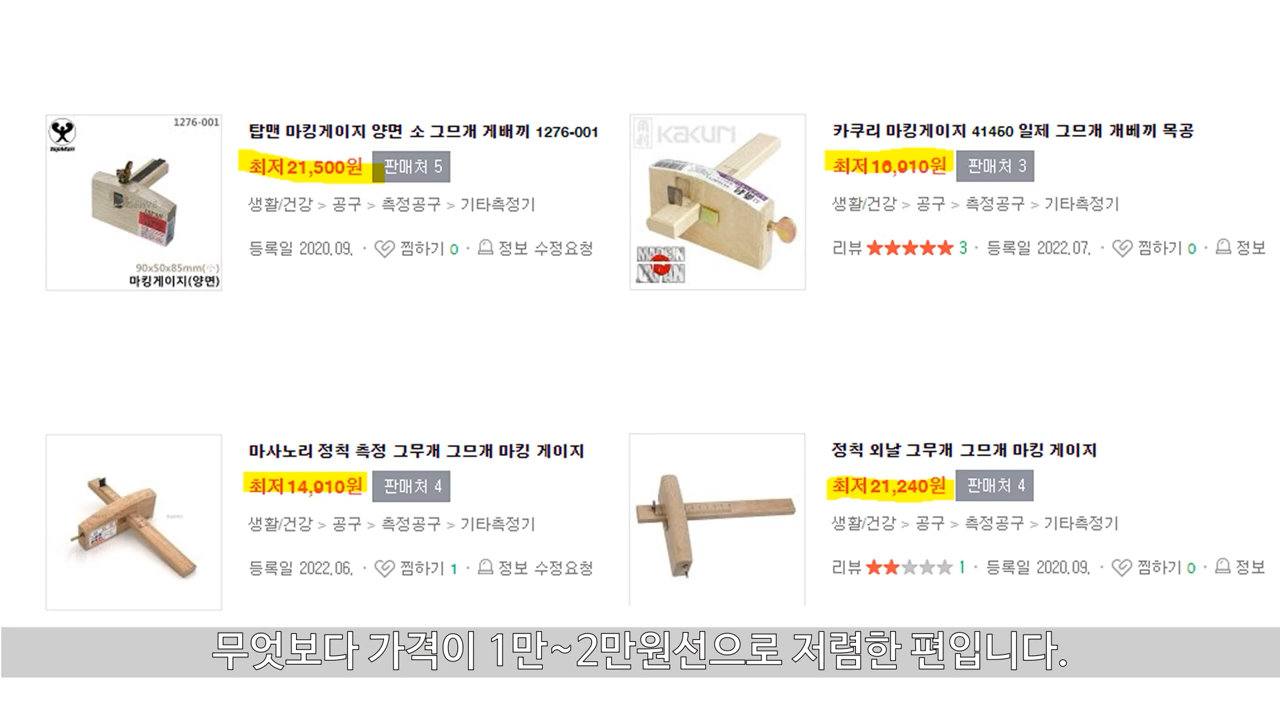 1276-001
TOPMAN
90x50x85mm(小)
마킹게이지(양면)
탑맨 마킹게이지 양면 소 그므개 게배끼 1276-001
최저 21,500원 판매처 5
생활/건강 > 공구 > 측정공구 > 기타측정기
등록일 2020.09. · 찜하기 0 · 정보 수정요청
KAKURI
MADE IN
JAPAN
카쿠리 마킹게이지 41460 일제 그므개 개베끼 목공
최저 16,910원 판매처 3
생활/건강 > 공구 > 측정공구 > 기타측정기
리뷰 ★★★★★ 3 · 등록일 2022.07. · 찜하기 0 · 정보
마사노리 정척 측정 그무개 그므개 마킹 게이지
최저 14,910원 판매처 4
생활/건강 > 공구 > 측정공구 > 기타측정기
등록일 2022.06. · 찜하기 1 · 정보 수정요청
정척 외날 그무개 그므개 마킹 게이지
최저 21,240원 판매처 4
생활/건강 > 공구 > 측정공구 > 기타측정기
리뷰 ★★★★★ 1 · 등록일 2020.09. · 찜하기 0 · 정보
무엇보다 가격이 1만~2만원선으로 저렴한 편입니다.